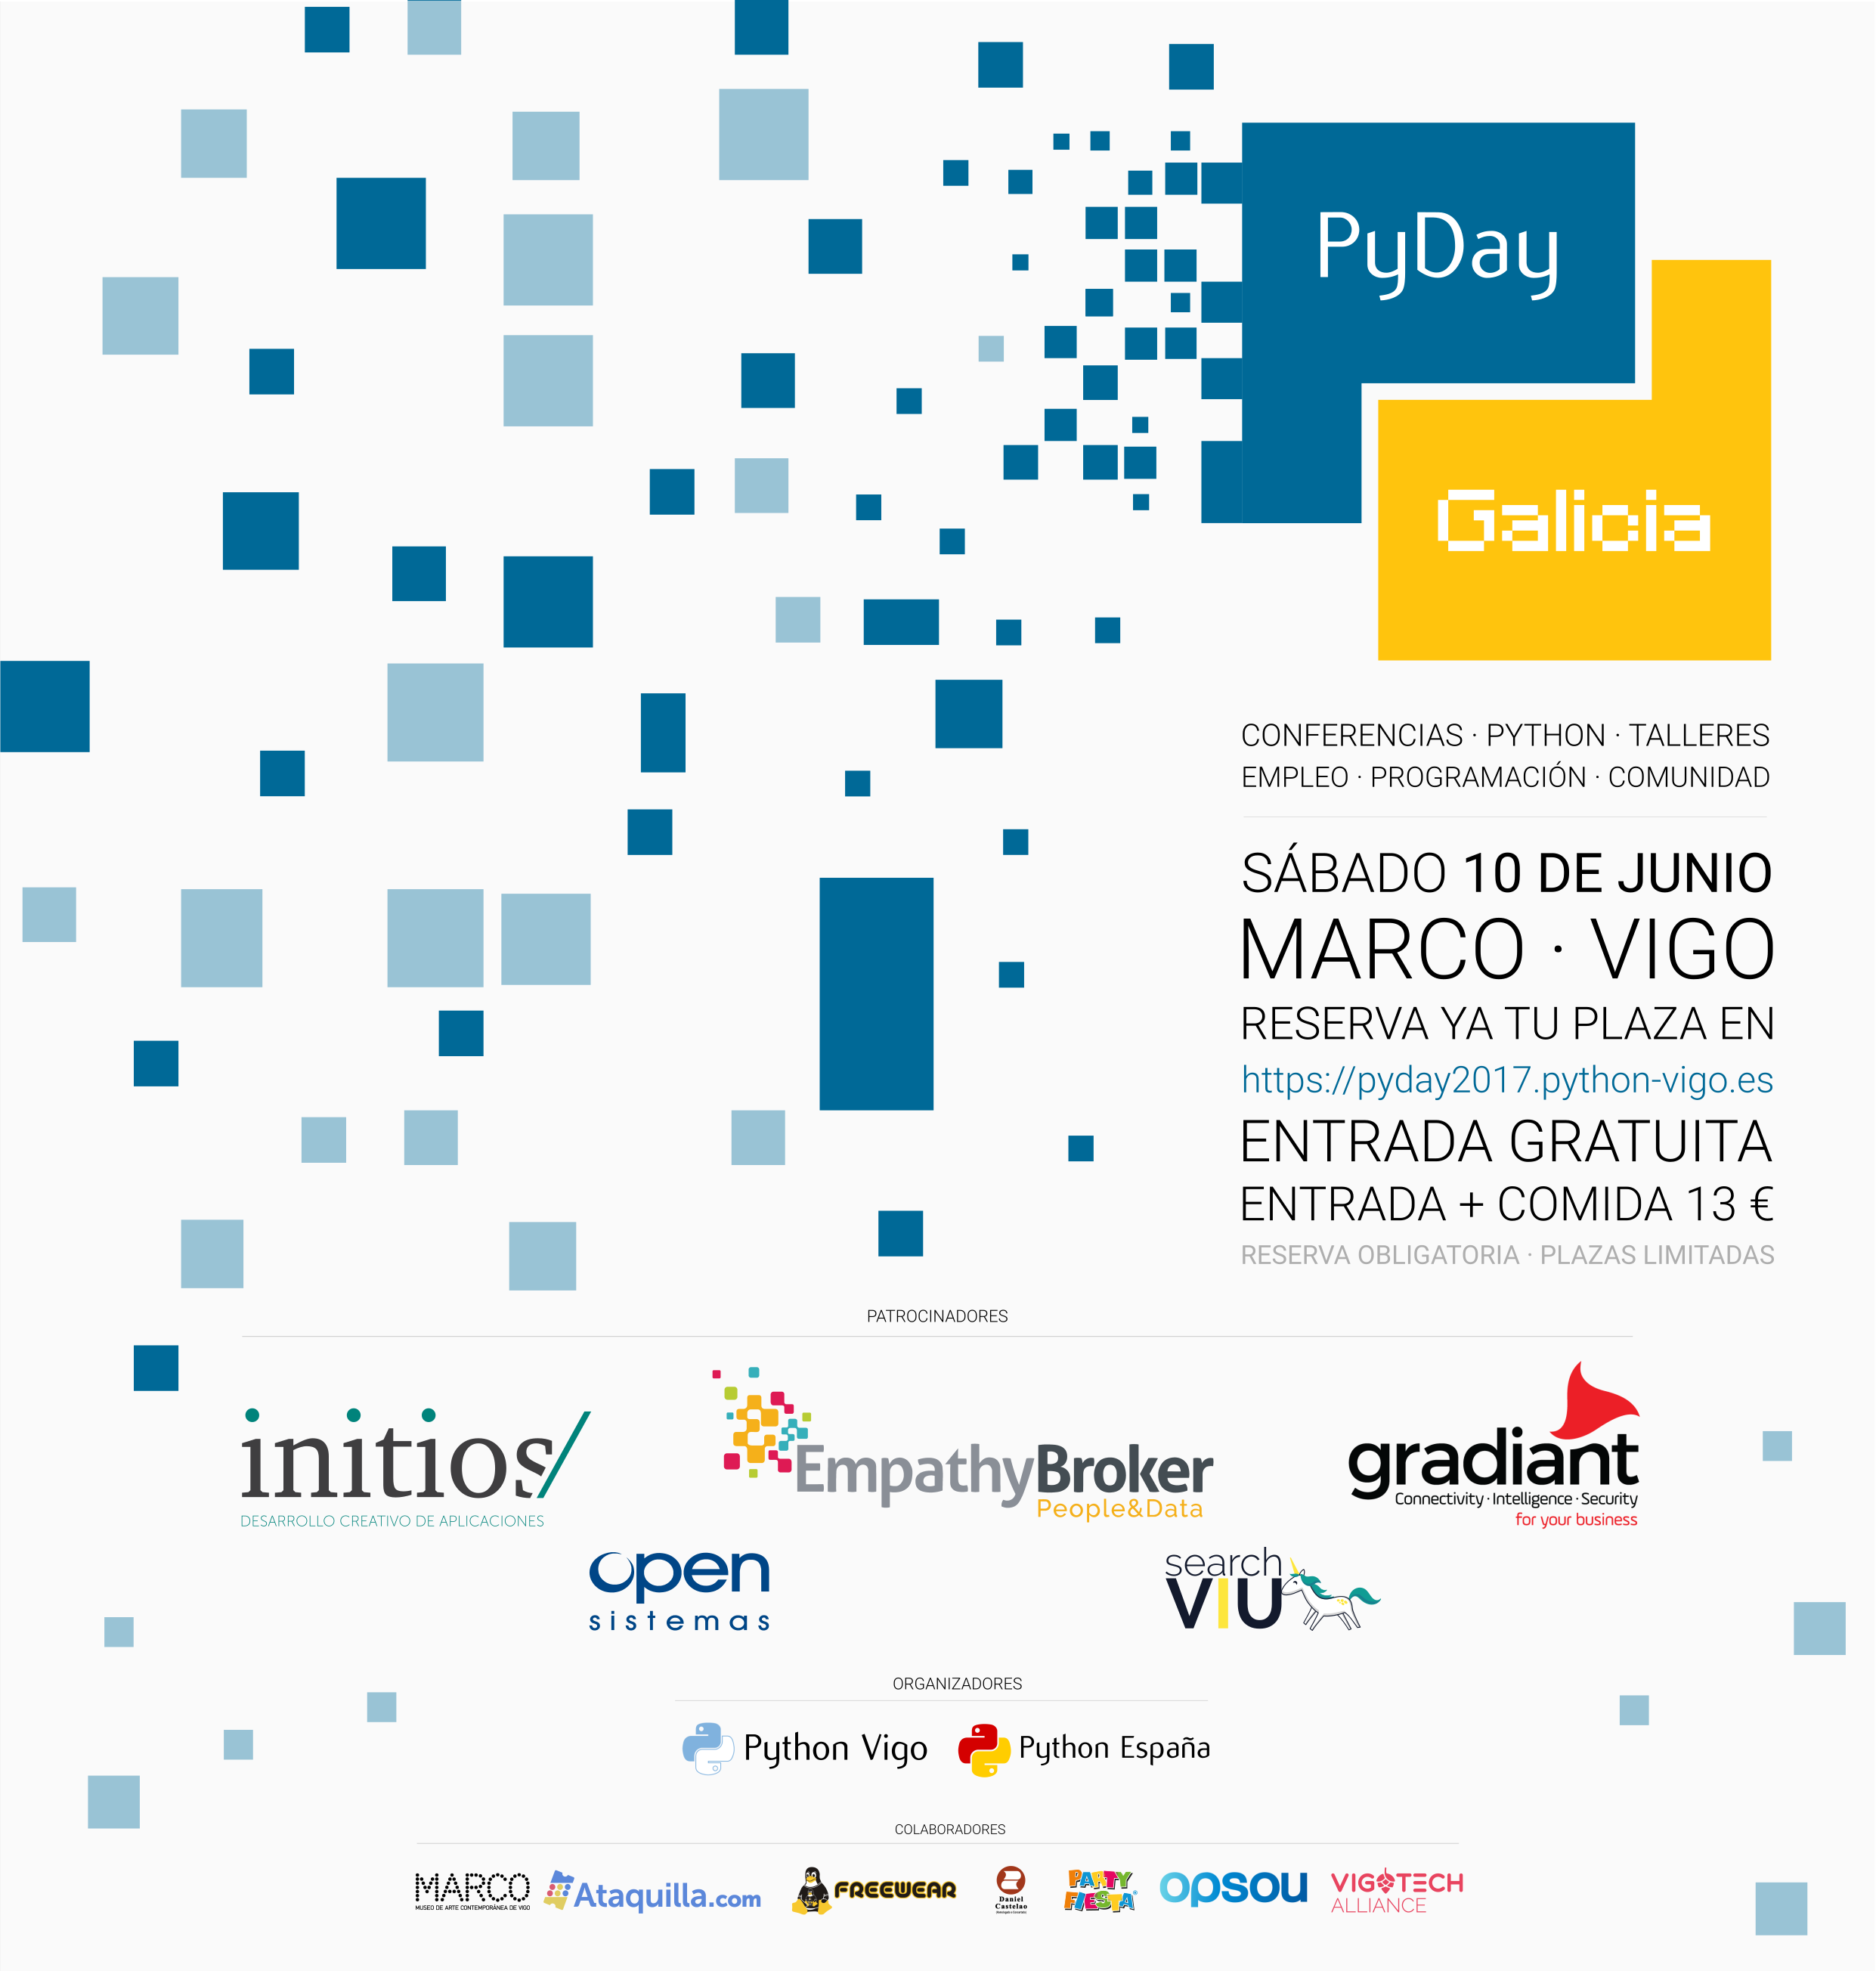 PyDay
Galicia
CONFERENCIAS · PYTHON · TALLERES
EMPLEO · PROGRAMACIÓN · COMUNIDAD
SÁBADO 10 DE JUNIO
MARCO · VIGO
RESERVA YA TU PLAZA EN
https://pyday2017.python-vigo.es
ENTRADA GRATUITA
ENTRADA + COMIDA 13 €
RESERVA OBLIGATORIA · PLAZAS LIMITADAS
PATROCINADORES
initios/
DESARROLLO CREATIVO DE APLICACIONES
EmpathyBroker
People&Data
gradiant
Connectivity · Intelligence · Security
for your business
open
sistemas
search
VIU
ORGANIZADORES
Python Vigo
Python España
COLABORADORES
MARCO
MUSEO DE ARTE CONTEMPORÁNEA DE VIGO
Ataquilla.com
FREEWEAR
Daniel
Castelao
PARTY
FIESTA
opsou
VIGOTECH
ALLIANCE